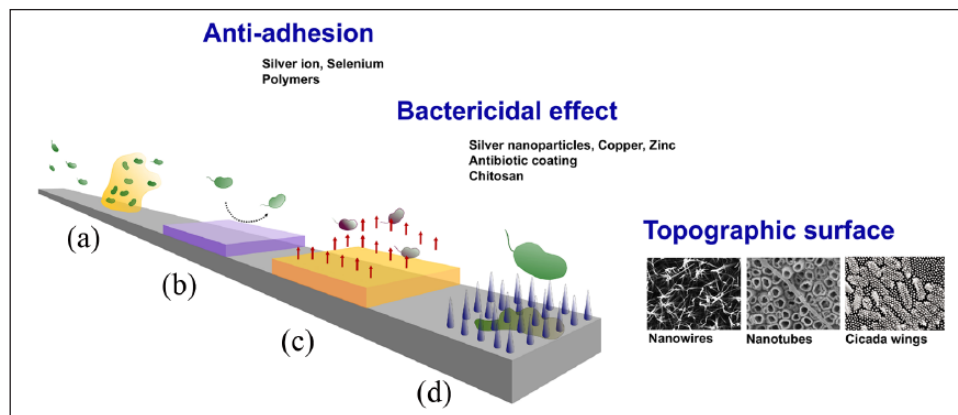 Anti-adhesion
Silver ion, Selenium
Polymers
Bactericidal effect
Silver nanoparticles, Copper, Zinc
Antibiotic coating
Chitosan
Topographic surface
Nanowires
Nanotubes
Cicada wings
(a)
(b)
(c)
(d)